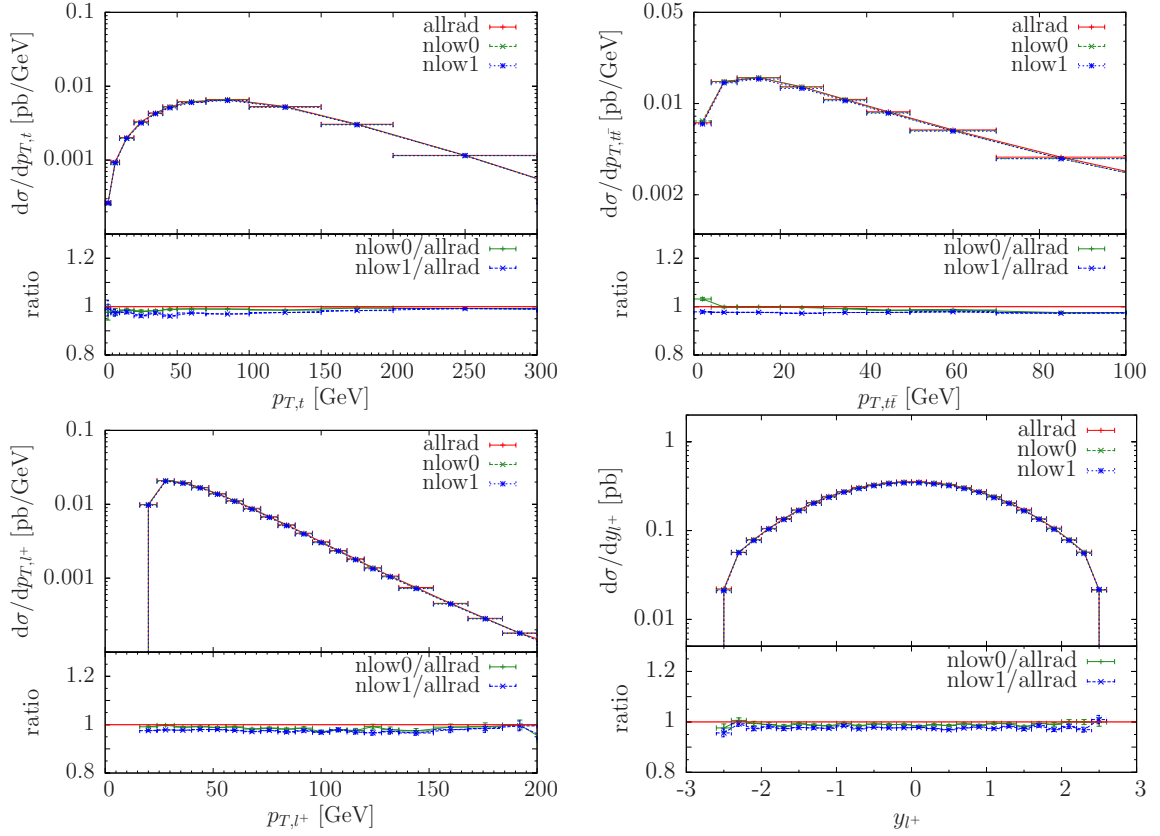 dσ/dp_{T,t} [pb/GeV]
0.1
0.01
0.001
allrad
nlow0
nlow1
ratio
1.2
1
0.8
nlow0/allrad
nlow1/allrad
0 50 100 150 200 250 300
p_{T,t} [GeV]
dσ/dp_{T,tt̄} [pb/GeV]
0.05
0.01
0.002
allrad
nlow0
nlow1
ratio
1.2
1
0.8
nlow0/allrad
nlow1/allrad
0 20 40 60 80 100
p_{T,tt̄} [GeV]
dσ/dp_{T,l⁺} [pb/GeV]
0.1
0.01
0.001
allrad
nlow0
nlow1
ratio
1.2
1
0.8
nlow0/allrad
nlow1/allrad
0 50 100 150 200
p_{T,l⁺} [GeV]
dσ/dy_{l⁺} [pb]
1
0.1
0.01
allrad
nlow0
nlow1
ratio
1.2
1
0.8
nlow0/allrad
nlow1/allrad
-3 -2 -1 0 1 2 3
y_{l⁺}